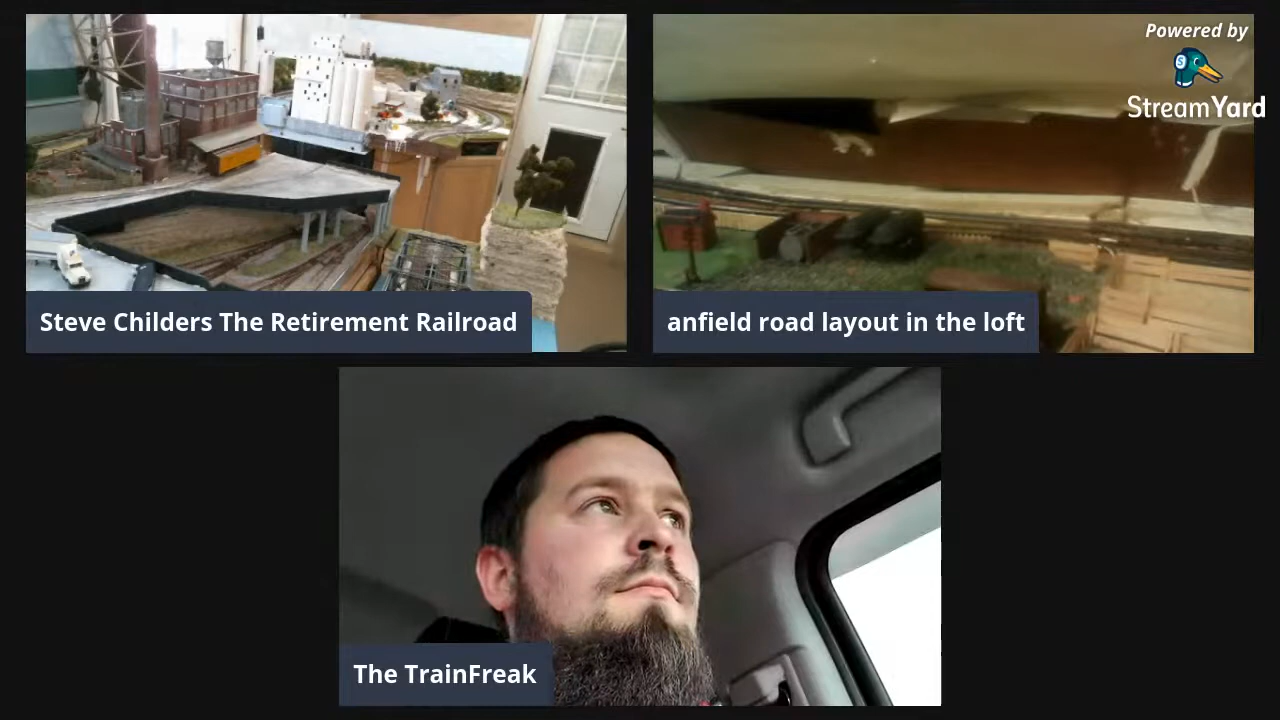 Powered by
StreamYard
Steve Childers The Retirement Railroad
anfield road layout in the loft
The TrainFreak